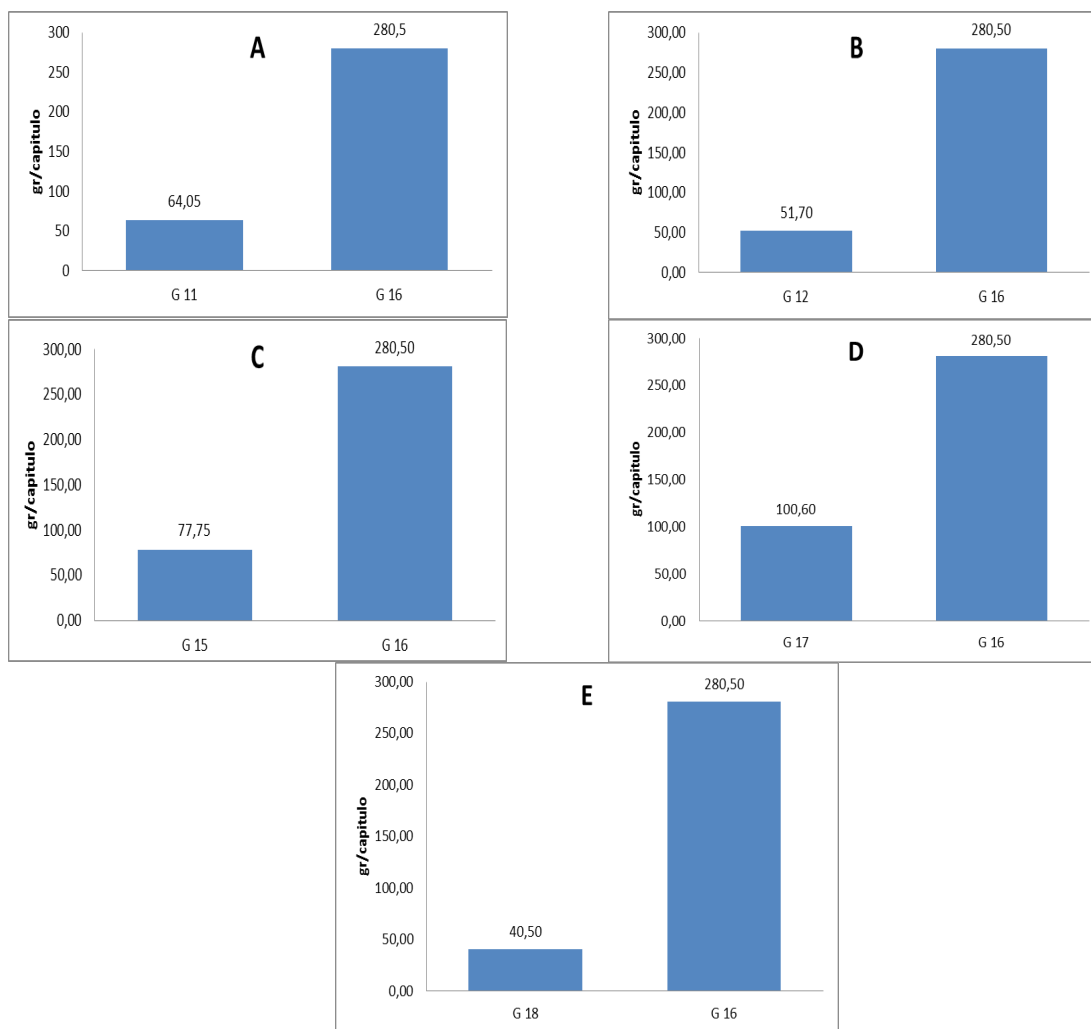 A
gr/capitulo
300
250
200
150
100
50
0
64,05
280,5
G 11
G 16
B
gr/capitulo
300,00
250,00
200,00
150,00
100,00
50,00
0,00
51,70
280,50
G 12
G 16
C
gr/capitulo
300,00
250,00
200,00
150,00
100,00
50,00
0,00
77,75
280,50
G 15
G 16
D
gr/capitulo
300,00
250,00
200,00
150,00
100,00
50,00
0,00
100,60
280,50
G 17
G 16
E
gr/capitulo
300,00
250,00
200,00
150,00
100,00
50,00
0,00
40,50
280,50
G 18
G 16